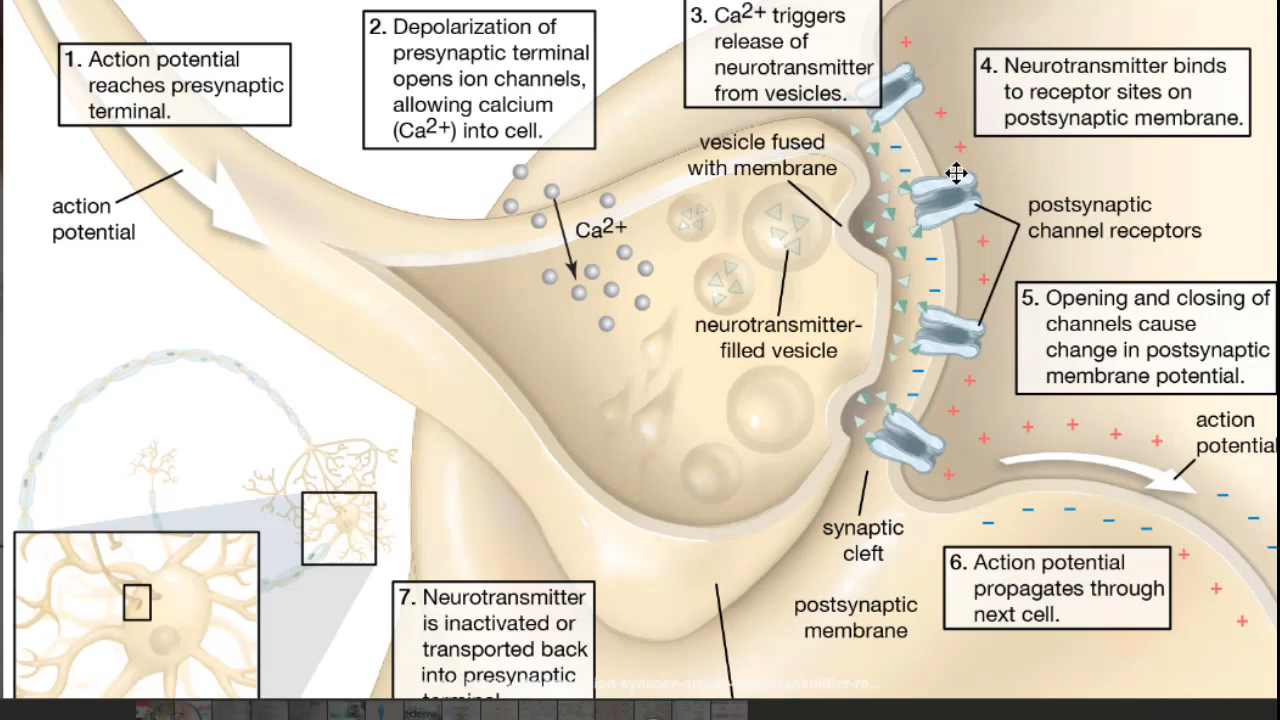 1. Action potential
reaches presynaptic
terminal.
2. Depolarization of
presynaptic terminal
opens ion channels,
allowing calcium
(Ca2+) into cell.
3. Ca2+ triggers
release of
neurotransmitter
from vesicles.
4. Neurotransmitter binds
to receptor sites on
postsynaptic membrane.
vesicle fused
with membrane
action
potential
Ca2+
postsynaptic
channel receptors
neurotransmitter-
filled vesicle
5. Opening and closing of
channels cause
change in postsynaptic
membrane potential.
action
potential
synaptic
cleft
6. Action potential
propagates through
next cell.
postsynaptic
membrane
7. Neurotransmitter
is inactivated or
transported back
into presynaptic
terminal.